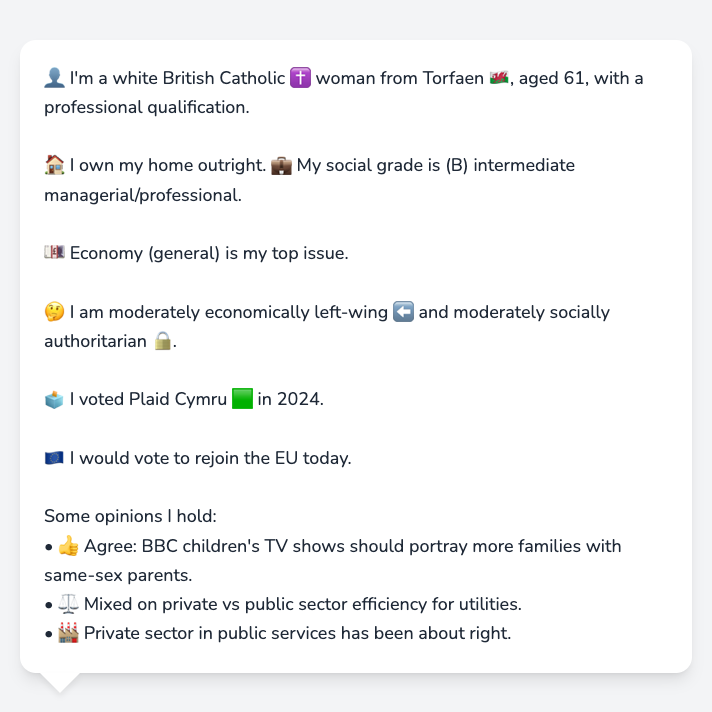 👤 I'm a white British Catholic ✝️ woman from Torfaen 🏴󠁧󠁢󠁷󠁬󠁳󠁿, aged 61, with a
professional qualification.
🏠 I own my home outright. 💼 My social grade is (B) intermediate
managerial/professional.
💷 Economy (general) is my top issue.
🤔 I am moderately economically left-wing ⬅️ and moderately socially
authoritarian 🔒.
🗳️ I voted Plaid Cymru 🟩 in 2024.
🇪🇺 I would vote to rejoin the EU today.
Some opinions I hold:
• 👍 Agree: BBC children's TV shows should portray more families with
same-sex parents.
• ⚖️ Mixed on private vs public sector efficiency for utilities.
• 🏭 Private sector in public services has been about right.